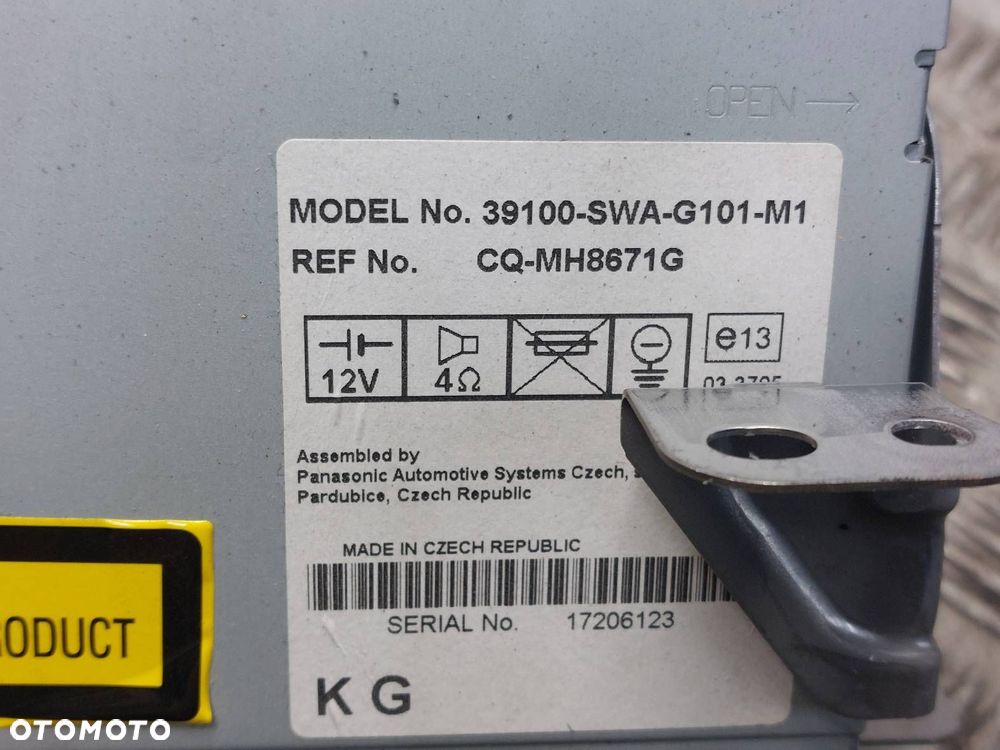 OPEN →
MODEL No. 39100-SWA-G101-M1
REF No. CQ-MH8671G
12V
4Ω
e13
Assembled by
Panasonic Automotive Systems Czech,
Pardubice, Czech Republic
MADE IN CZECH REPUBLIC
SERIAL No. 17206123
PRODUCT
K G
OTOMOTO